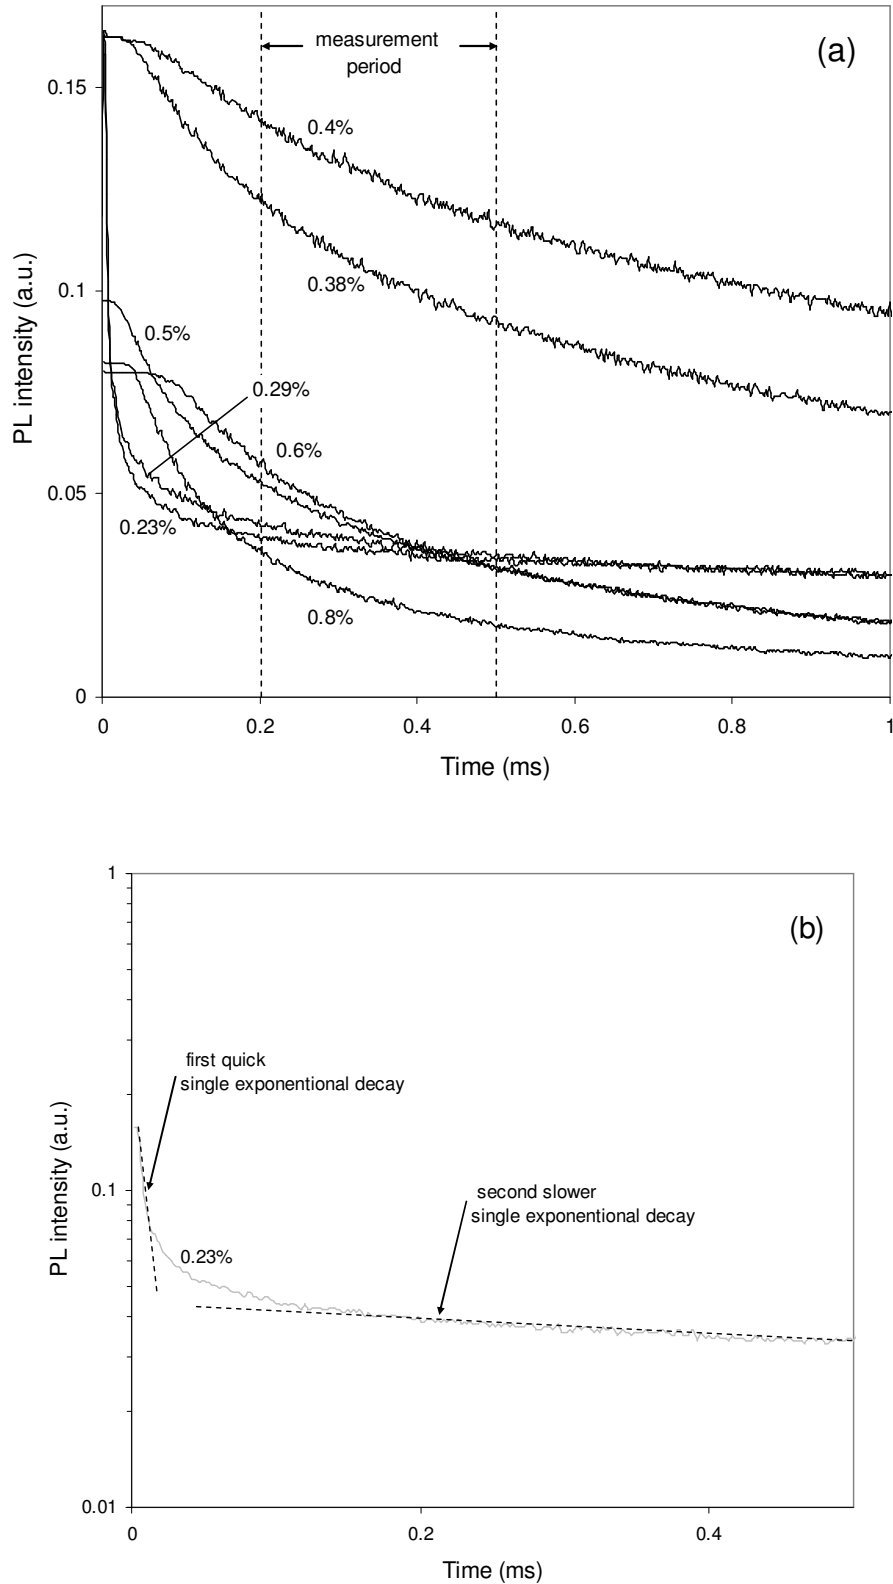 (a)
measurement
period
0.15
0.4%
0.38%
0.1
0.5%
0.29%
0.6%
0.05
0.23%
0.8%
0
0 0.2 0.4 0.6 0.8 1
PL intensity (a.u.)
Time (ms)
(b)
1
first quick
single exponentional decay
0.1
second slower
single exponentional decay
0.23%
0.01
0 0.2 0.4
PL intensity (a.u.)
Time (ms)